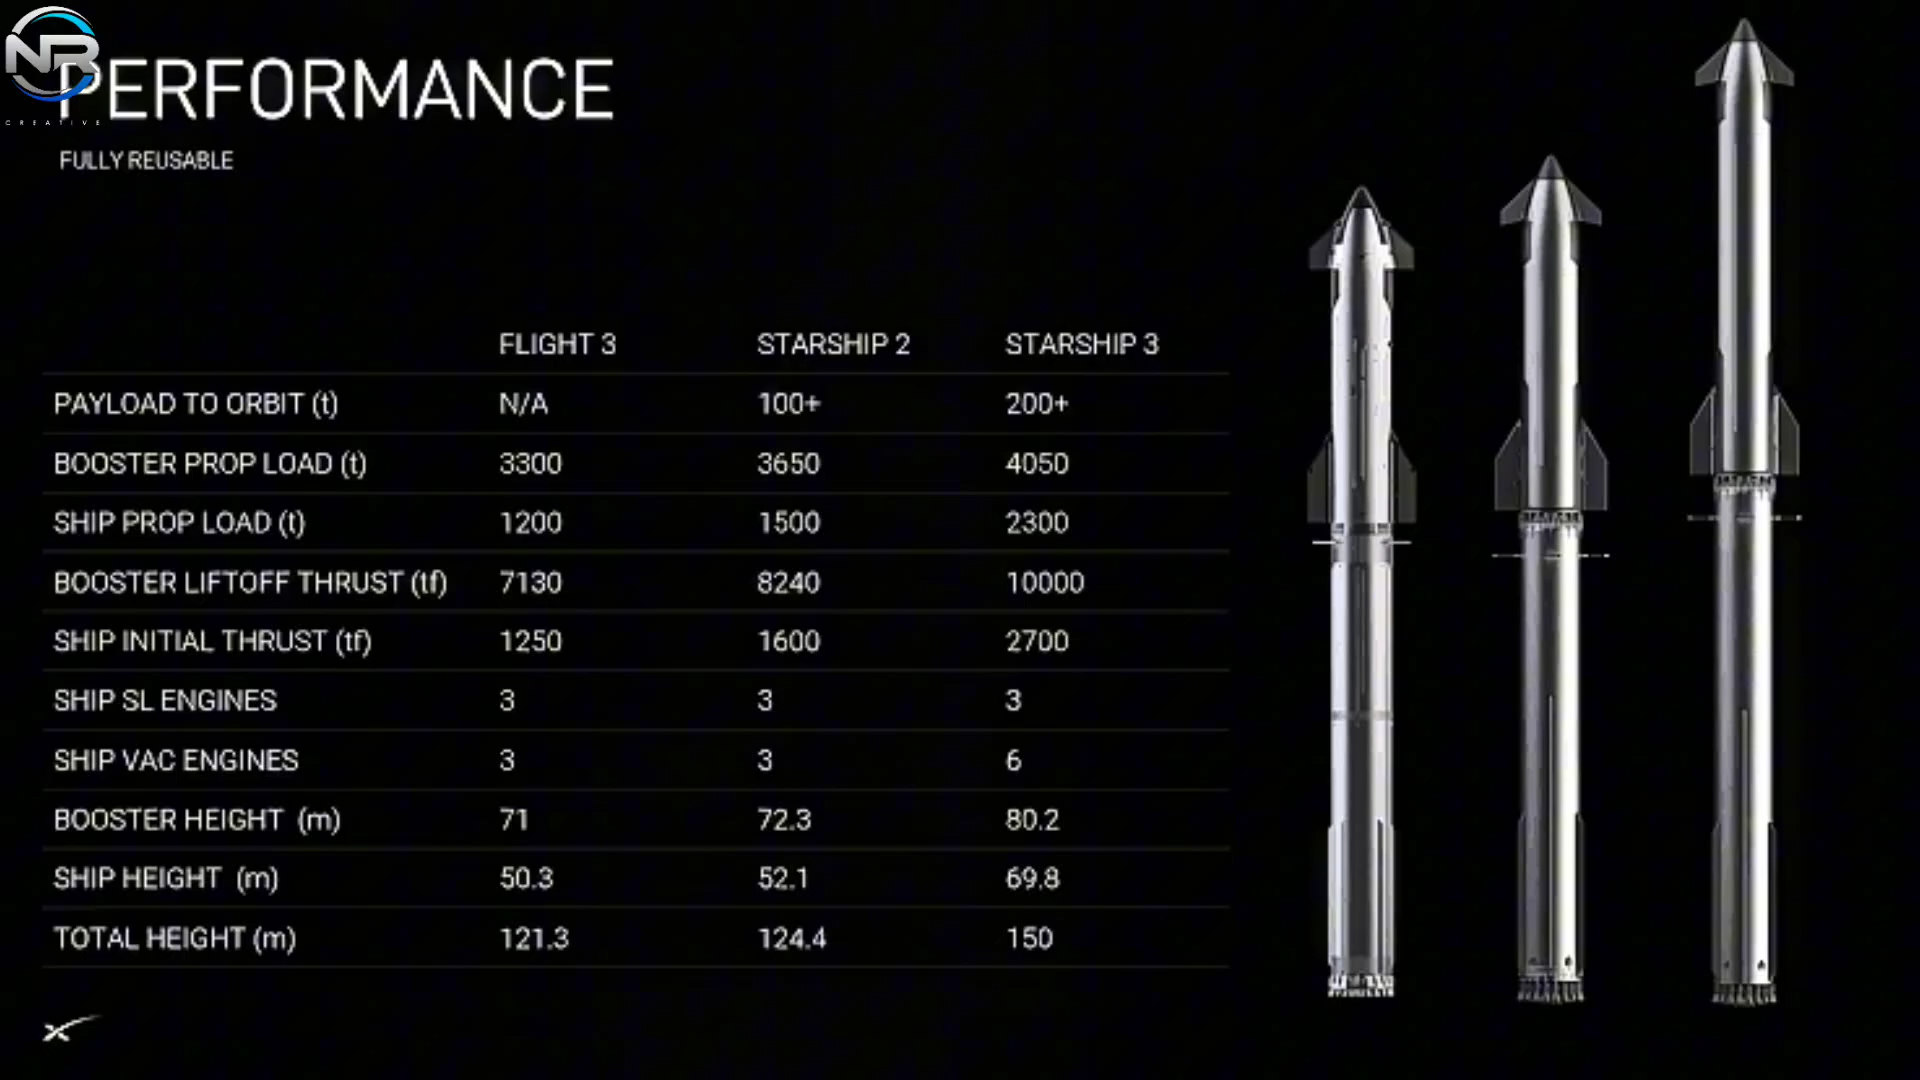 NR
CREATIVE
PERFORMANCE
FULLY REUSABLE
FLIGHT 3 STARSHIP 2 STARSHIP 3
PAYLOAD TO ORBIT (t) N/A 100+ 200+
BOOSTER PROP LOAD (t) 3300 3650 4050
SHIP PROP LOAD (t) 1200 1500 2300
BOOSTER LIFTOFF THRUST (tf) 7130 8240 10000
SHIP INITIAL THRUST (tf) 1250 1600 2700
SHIP SL ENGINES 3 3 3
SHIP VAC ENGINES 3 3 6
BOOSTER HEIGHT (m) 71 72.3 80.2
SHIP HEIGHT (m) 50.3 52.1 69.8
TOTAL HEIGHT (m) 121.3 124.4 150